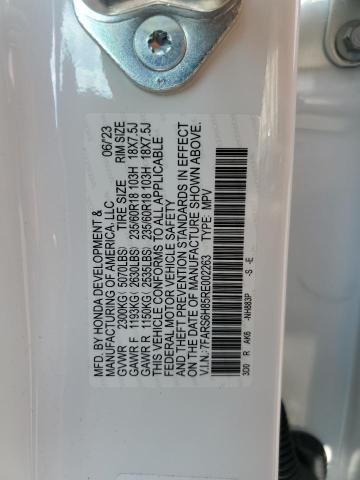 MFD. BY HONDA DEVELOPMENT & 06/'23
MANUFACTURING OF AMERICA, LLC
TIRE SIZE RIM SIZE
GVWR 2300KG( 5070LBS)
GAWR F 1193KG( 2630LBS) 235/60R18 103H 18X7.5J
GAWR R 1150KG( 2535LBS) 235/60R18 103H 18X7.5J
THIS VEHICLE CONFORMS TO ALL APPLICABLE
FEDERAL MOTOR VEHICLE SAFETY
AND THEFT PREVENTION STANDARDS IN EFFECT
ON THE DATE OF MANUFACTURE SHOWN ABOVE.
V.I.N.: 7FARS6H85RE002263 TYPE: MPV
3D0 R AK6 -NH883P -S -E